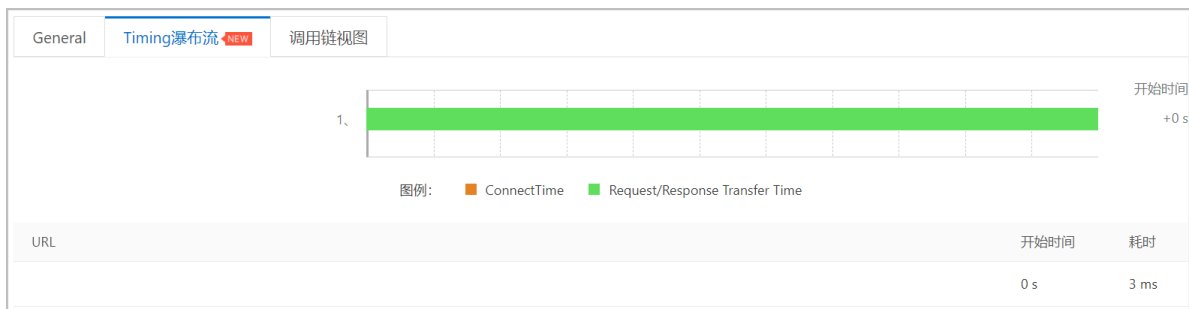 General Timing瀑布流 NEW 调用链视图
开始时间
1、 +0 s
图例： ConnectTime Request/Response Transfer Time
URL 开始时间 耗时
0 s 3 ms